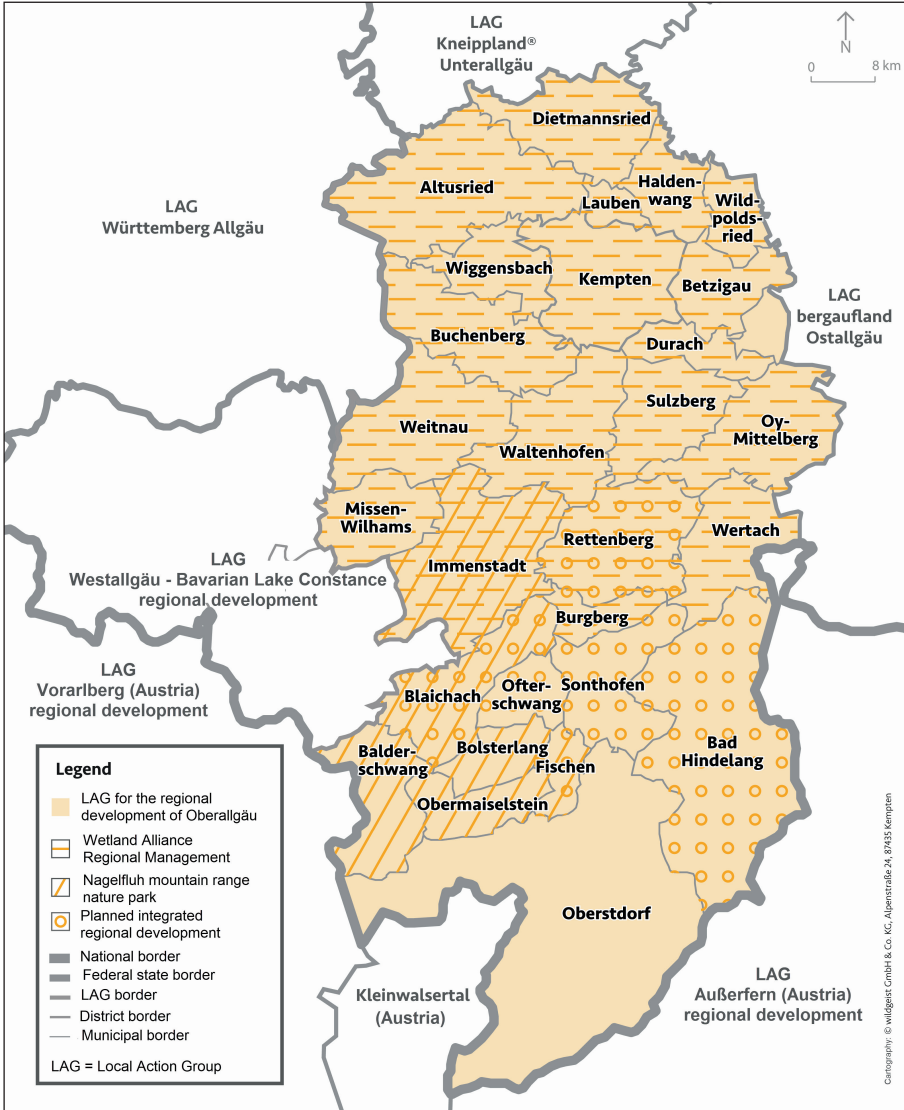 LAG
Kneippland®
Unterallgäu
N
0 8 km
Dietmannsried
Altusried
Halden-
wang
Lauben
Wild-
polds-
ried
LAG
Württemberg Allgäu
Wiggensbach
Kempten
Betzigau
LAG
bergaufland
Ostallgäu
Buchenberg
Durach
Sulzberg
Weitnau
Oy-
Mittelberg
Waltenhofen
Missen-
Wilhams
Wertach
Rettenberg
Immenstadt
LAG
Westallgäu - Bavarian Lake Constance
regional development
Burgberg
LAG
Vorarlberg (Austria)
regional development
Blaichach
Ofter-
schwang
Sonthofen
Balder-
schwang
Bolsterlang
Bad
Hindelang
Fischen
Obermaiselstein
Legend
LAG for the regional
development of Oberallgäu
Wetland Alliance
Regional Management
Nagelfluh mountain range
nature park
Planned integrated
regional development
National border
Federal state border
LAG border
District border
Municipal border
LAG = Local Action Group
Oberstdorf
Kleinwalsertal
(Austria)
LAG
Außerfern (Austria)
regional development
Cartography: © wildgeist GmbH & Co. KG, Alpenstraße 24, 87435 Kempten